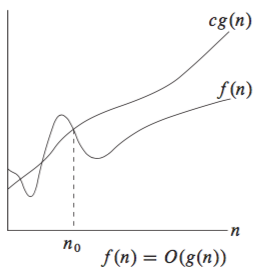 cg(n)
f(n)
n
n₀
f(n) = O(g(n))